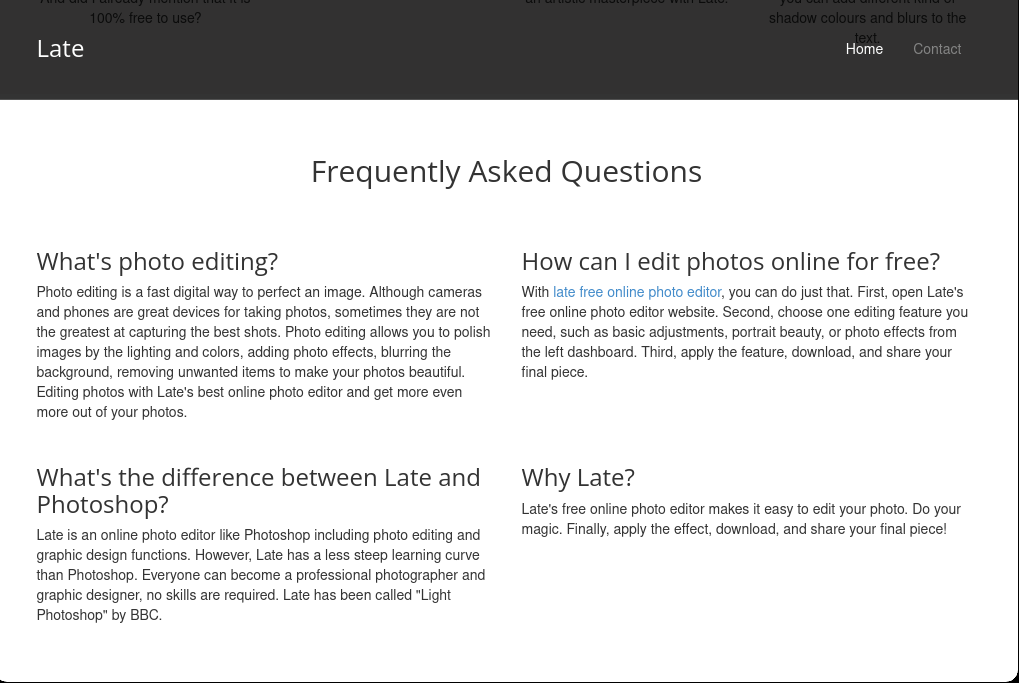 And did I already mention that it is
100% free to use?
an artistic masterpiece with Late.
you can add different kind of
shadow colours and blurs to the
text.
Late
Home
Contact
Frequently Asked Questions
What's photo editing?
Photo editing is a fast digital way to perfect an image. Although cameras
and phones are great devices for taking photos, sometimes they are not
the greatest at capturing the best shots. Photo editing allows you to polish
images by the lighting and colors, adding photo effects, blurring the
background, removing unwanted items to make your photos beautiful.
Editing photos with Late's best online photo editor and get more even
more out of your photos.
How can I edit photos online for free?
With late free online photo editor, you can do just that. First, open Late's
free online photo editor website. Second, choose one editing feature you
need, such as basic adjustments, portrait beauty, or photo effects from
the left dashboard. Third, apply the feature, download, and share your
final piece.
What's the difference between Late and
Photoshop?
Late is an online photo editor like Photoshop including photo editing and
graphic design functions. However, Late has a less steep learning curve
than Photoshop. Everyone can become a professional photographer and
graphic designer, no skills are required. Late has been called "Light
Photoshop" by BBC.
Why Late?
Late's free online photo editor makes it easy to edit your photo. Do your
magic. Finally, apply the effect, download, and share your final piece!